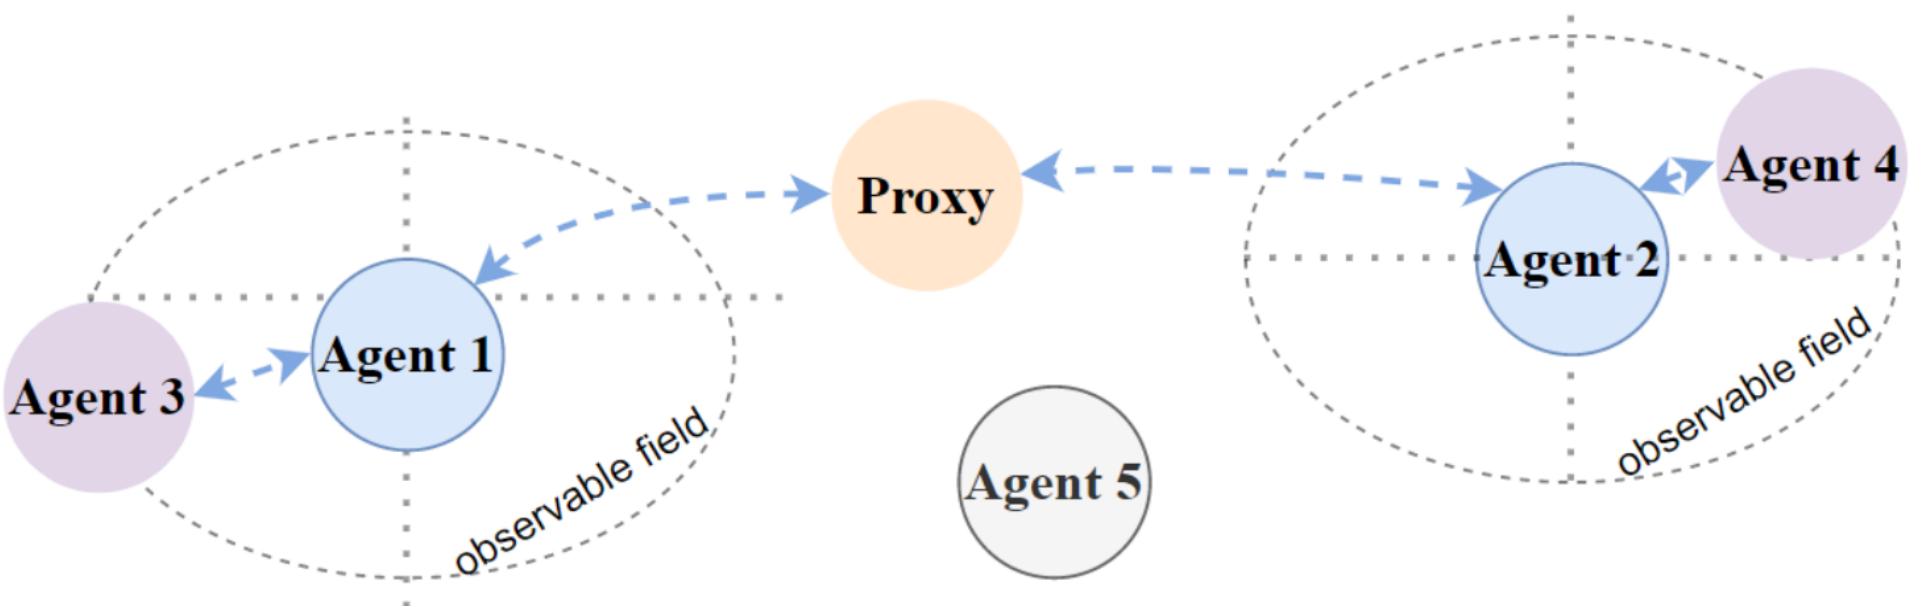 Agent 4
Proxy
Agent 2
Agent 1
Agent 3
observable field
observable field
Agent 5